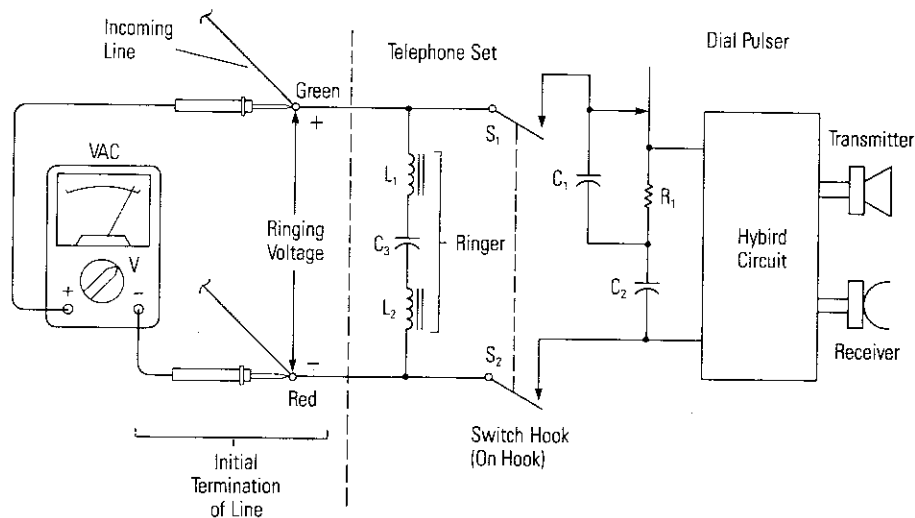 Incoming
Line
Telephone Set
Dial Pulser
Green
+
S₁
VAC
L₁
C₁
R₁
Transmitter
Ringing
Voltage
C₃
Ringer
Hybird
Circuit
V
+
−
L₂
C₂
−
S₂
Receiver
Red
Switch Hook
(On Hook)
Initial
Termination
of Line